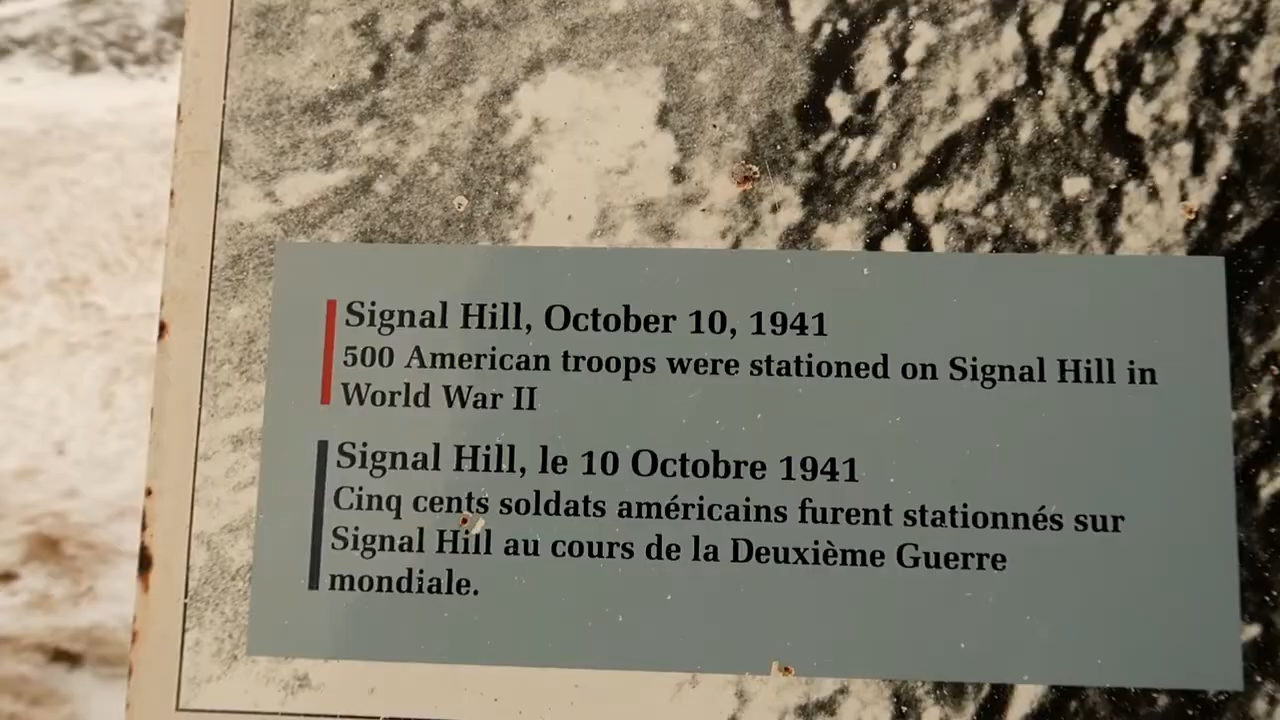 Signal Hill, October 10, 1941
500 American troops were stationed on Signal Hill in
World War II
Signal Hill, le 10 Octobre 1941
Cinq cents soldats américains furent stationnés sur
Signal Hill au cours de la Deuxième Guerre
mondiale.